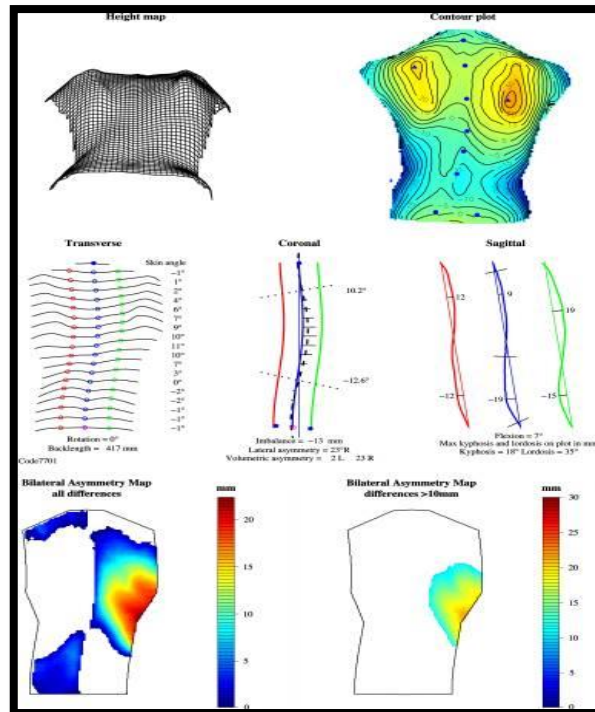 Height map
Contour plot
Transverse
Skin angle
-1°
1°
2°
4°
6°
7°
9°
10°
11°
10°
7°
3°
0°
-2°
-1°
-1°
-1°
-1°
Rotation = 0°
Backlength = 417 mm
Code7701
Coronal
10.2°
-12.6°
Imbalance = -13 mm
Lateral asymmetry = 23°R
Volumetric asymmetry = 2 L 23 R
Sagittal
12
-12
9
-19
19
-15
Flexion = 7°
Max kyphosis and lordosis on plot in mm
Kyphosis = 18° Lordosis = 35°
Bilateral Asymmetry Map
all differences
mm
20
15
10
5
0
Bilateral Asymmetry Map
differences >10mm
mm
30
25
20
15
10
5
0